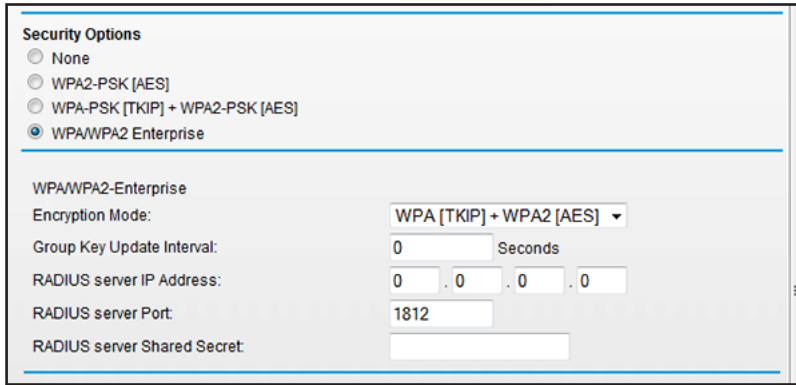 Security Options
None
WPA2-PSK [AES]
WPA-PSK [TKIP] + WPA2-PSK [AES]
WPA/WPA2 Enterprise
WPA/WPA2-Enterprise
Encryption Mode: WPA [TKIP] + WPA2 [AES]
Group Key Update Interval: 0 Seconds
RADIUS server IP Address: 0 . 0 . 0 . 0
RADIUS server Port: 1812
RADIUS server Shared Secret: